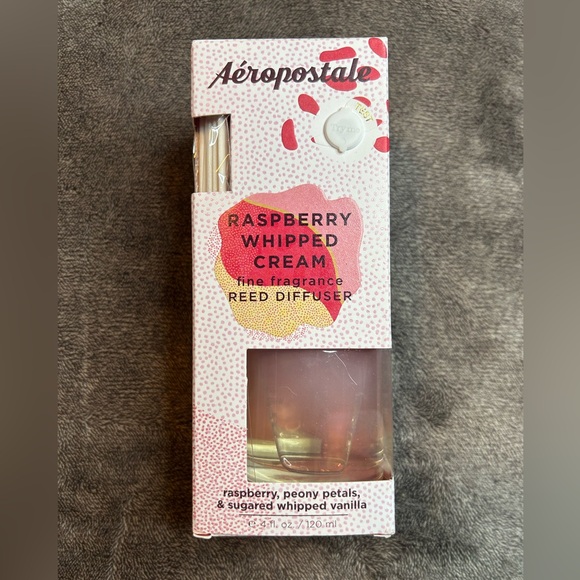 Aéropostale
TEST
RASPBERRY
WHIPPED
CREAM
fine fragrance
REED DIFFUSER
raspberry, peony petals,
& sugared whipped vanilla
4 fl. oz. / 120 ml